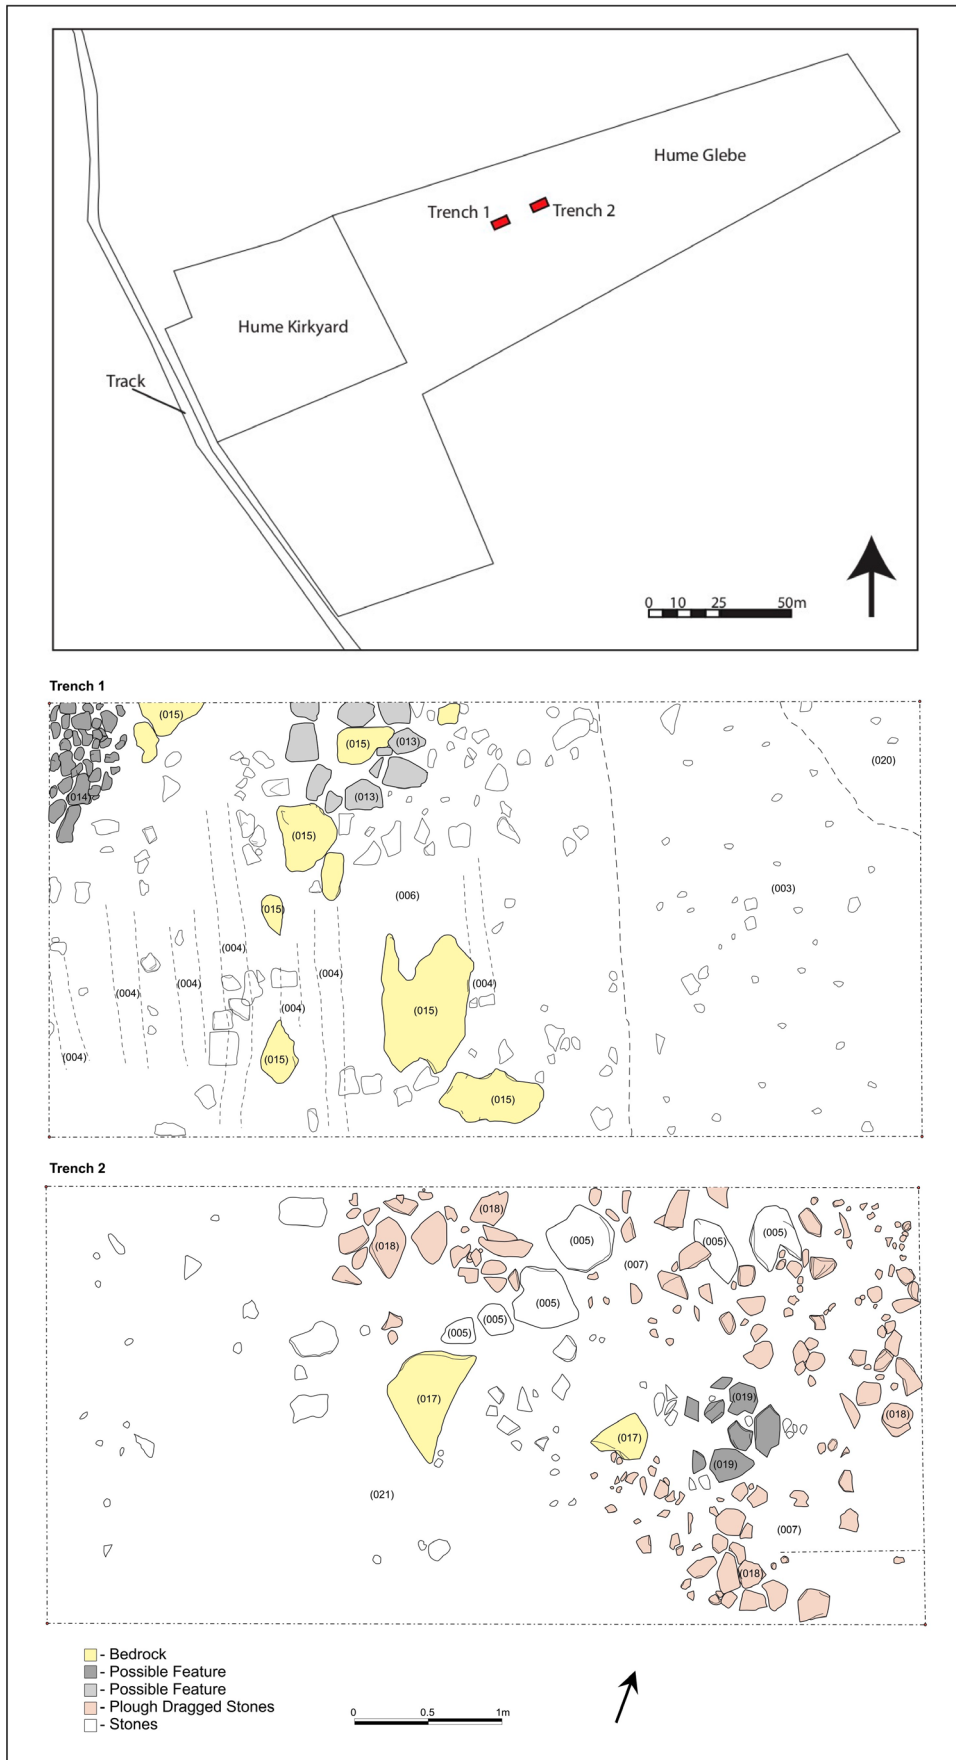 Hume Glebe
Trench 1
Trench 2
Hume Kirkyard
Track
0 10 25 50m
Trench 1
(015)
(015)
(013)
(020)
(014)
(013)
(015)
(003)
(006)
(015)
(004)
(004)
(004)
(004)
(004)
(004)
(015)
(004)
(015)
(015)
Trench 2
(018)
(005)
(005)
(005)
(018)
(007)
(005)
(005)
(005)
(017)
(019)
(018)
(017)
(019)
(021)
(007)
(018)
- Bedrock
- Possible Feature
- Possible Feature
- Plough Dragged Stones
- Stones
0 0.5 1m